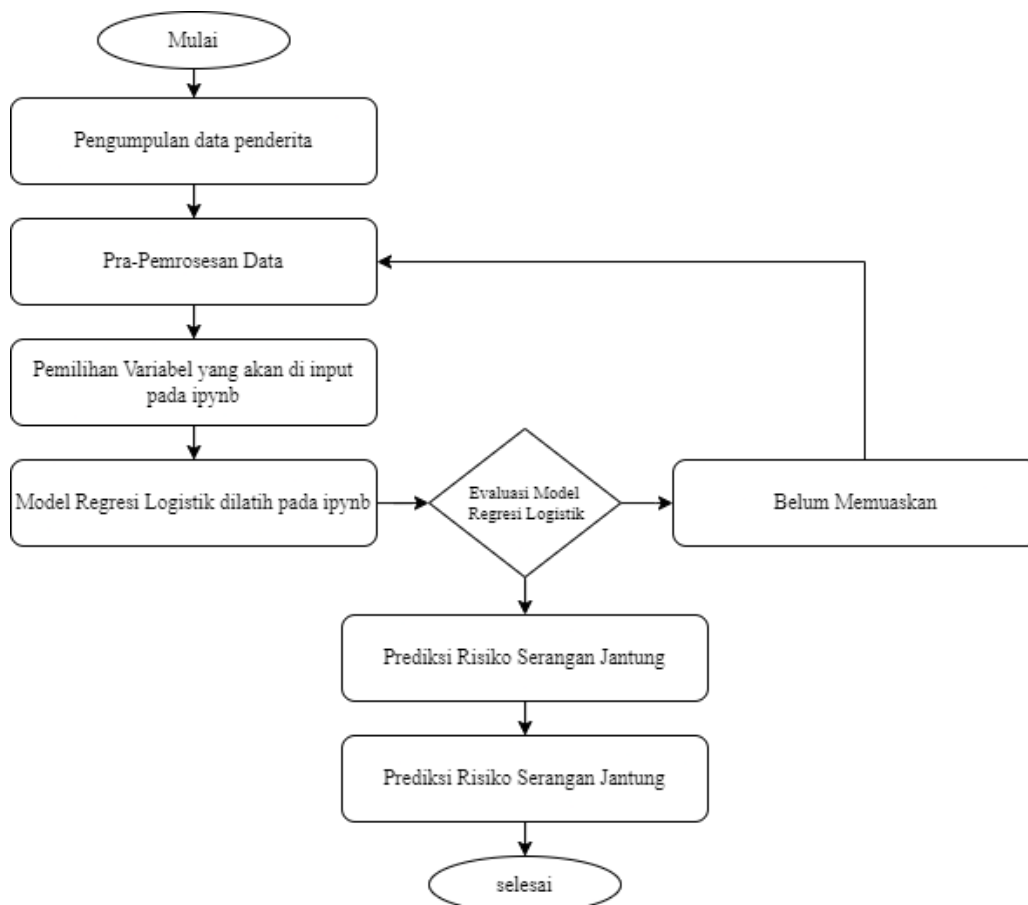 Mulai
Pengumpulan data penderita
Pra-Pemrosesan Data
Pemilihan Variabel yang akan di input
pada ipynb
Model Regresi Logistik dilatih pada ipynb
Evaluasi Model
Regresi Logistik
Belum Memuaskan
Prediksi Risiko Serangan Jantung
Prediksi Risiko Serangan Jantung
selesai